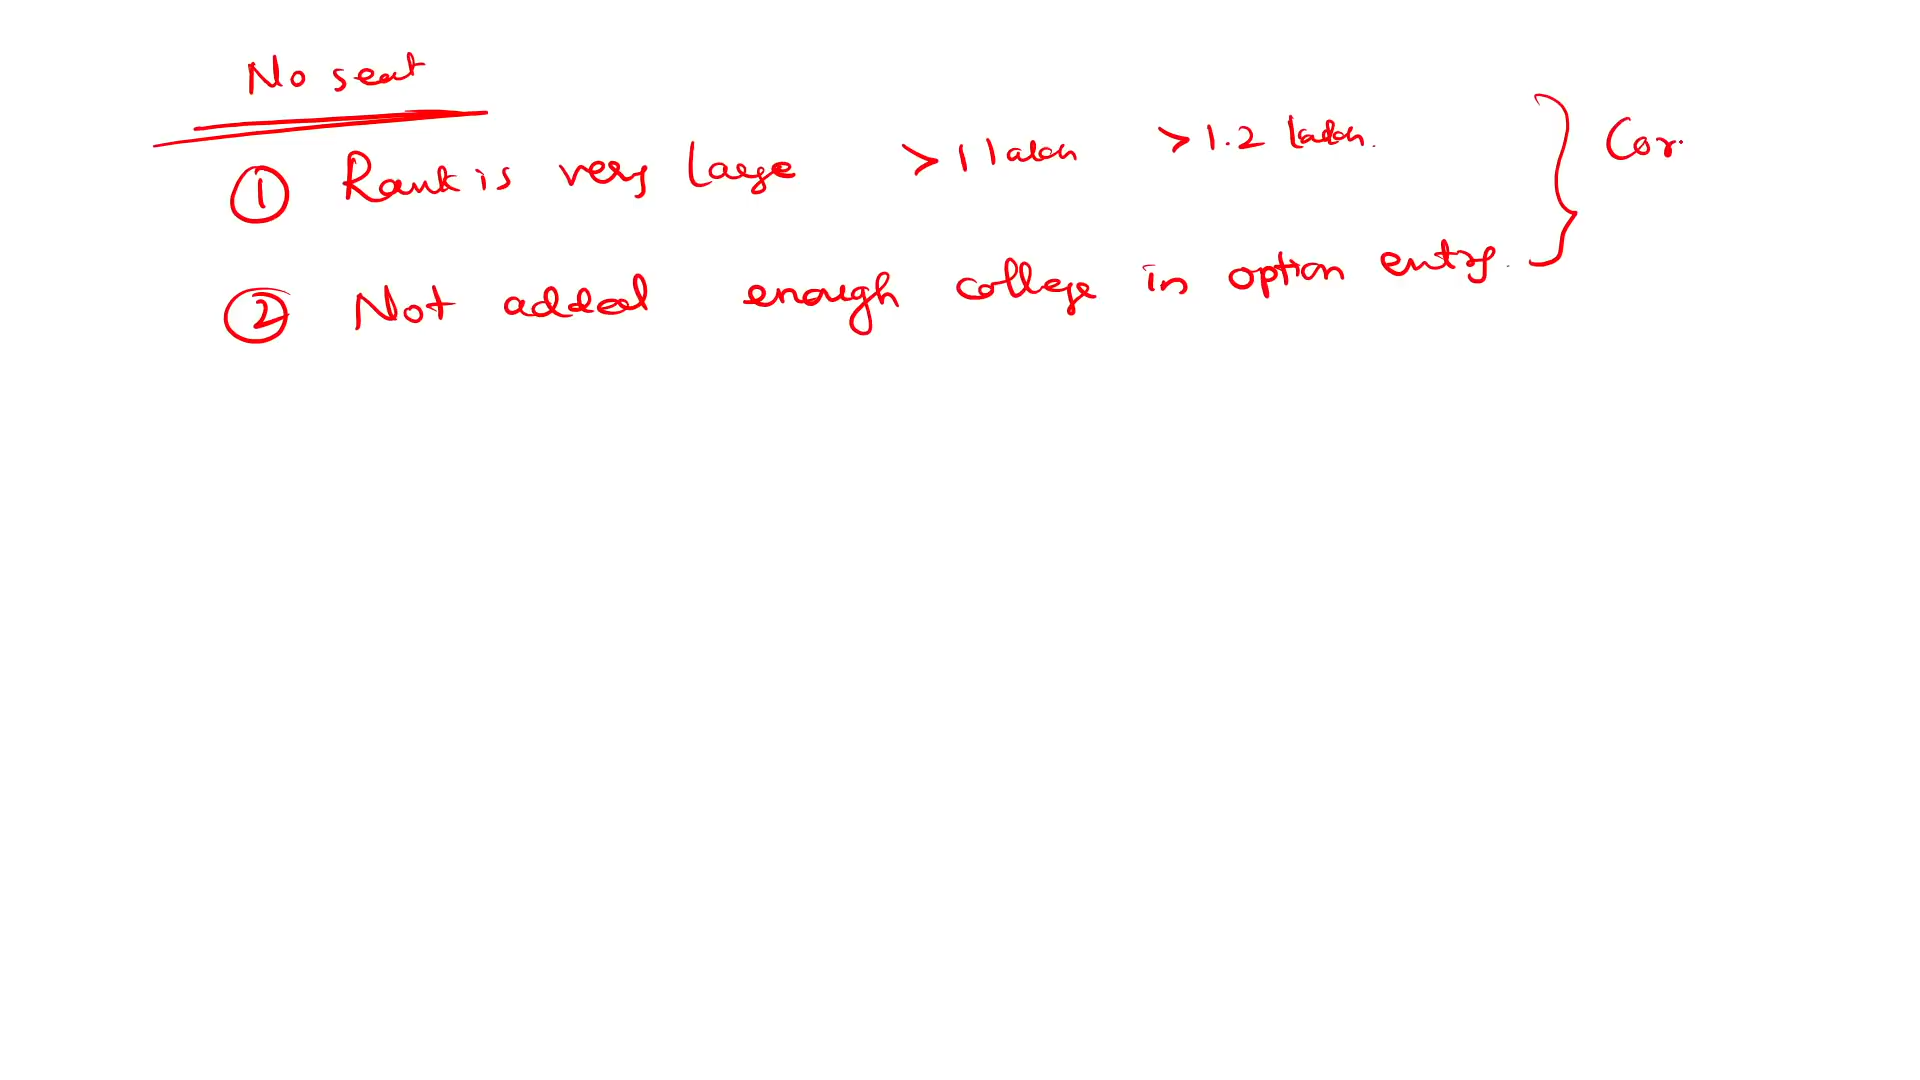 No seat
① Rank is very large > 1 lakh > 1.2 lakh. } Cor.
② Not added enough college in option entry.